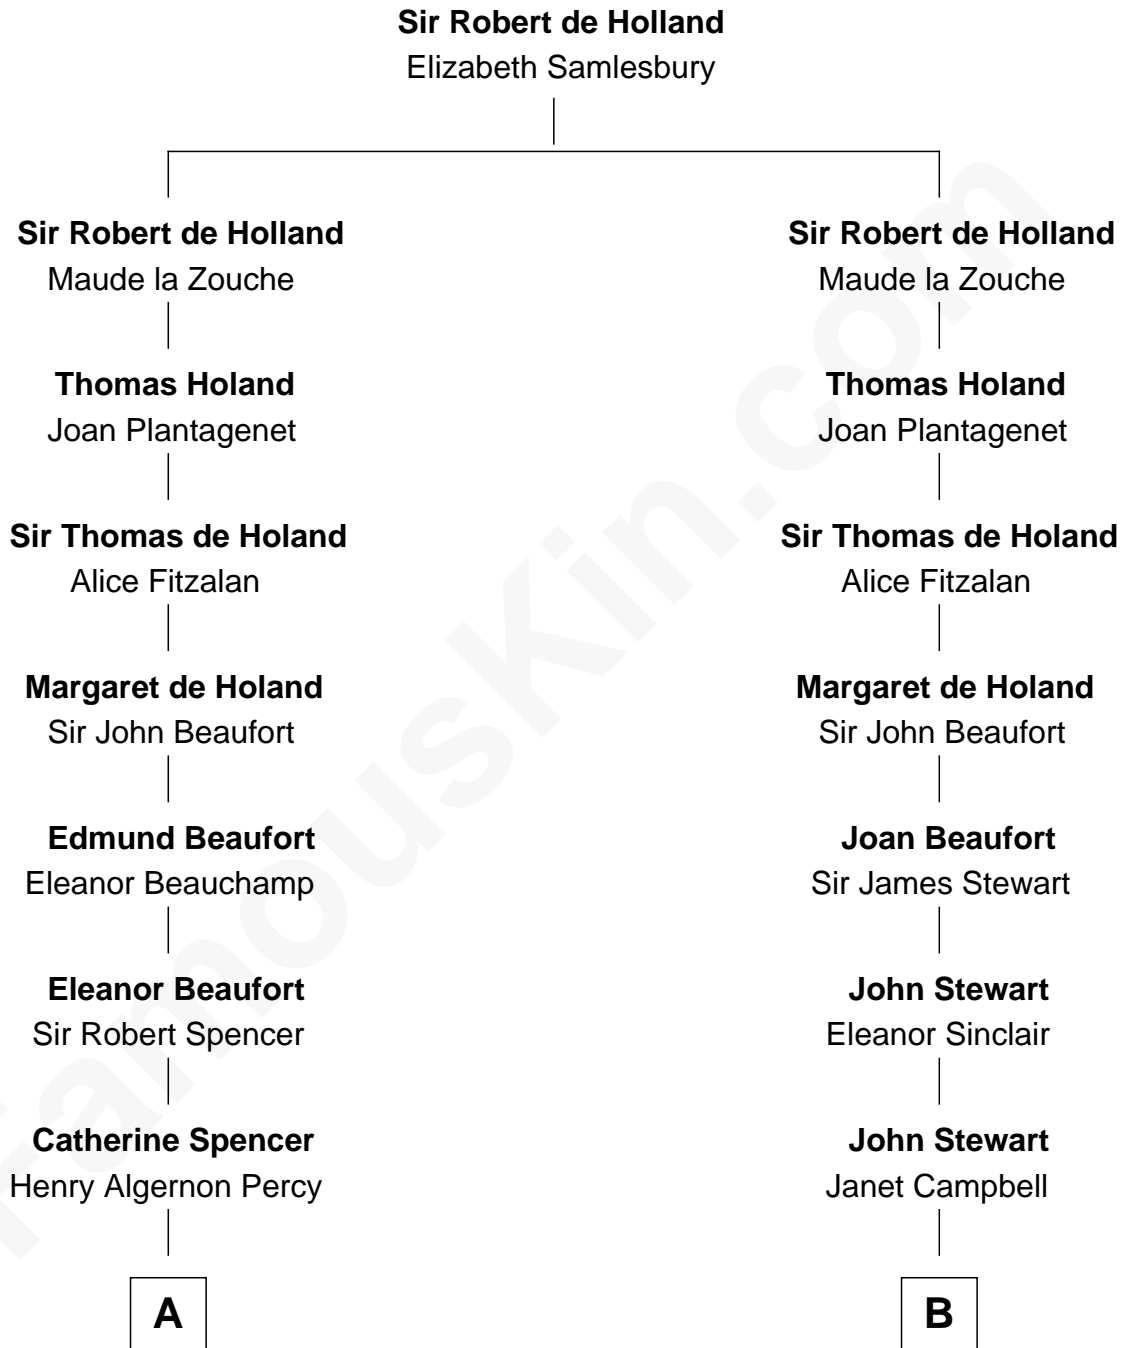 Sir Robert de Holland
Elizabeth Samlesbury
Sir Robert de Holland
Maude la Zouche
Thomas Holand
Joan Plantagenet
Sir Thomas de Holand
Alice Fitzalan
Margaret de Holand
Sir John Beaufort
Edmund Beaufort
Eleanor Beauchamp
Eleanor Beaufort
Sir Robert Spencer
Catherine Spencer
Henry Algernon Percy
A
Sir Robert de Holland
Maude la Zouche
Thomas Holand
Joan Plantagenet
Sir Thomas de Holand
Alice Fitzalan
Margaret de Holand
Sir John Beaufort
Joan Beaufort
Sir James Stewart
John Stewart
Eleanor Sinclair
John Stewart
Janet Campbell
B
FamousKin.com